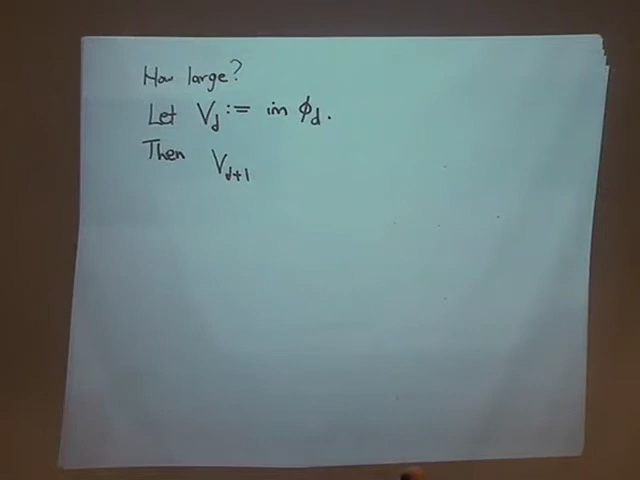 How large?
Let V_d := im ϕ_d.
Then V_{d+1}